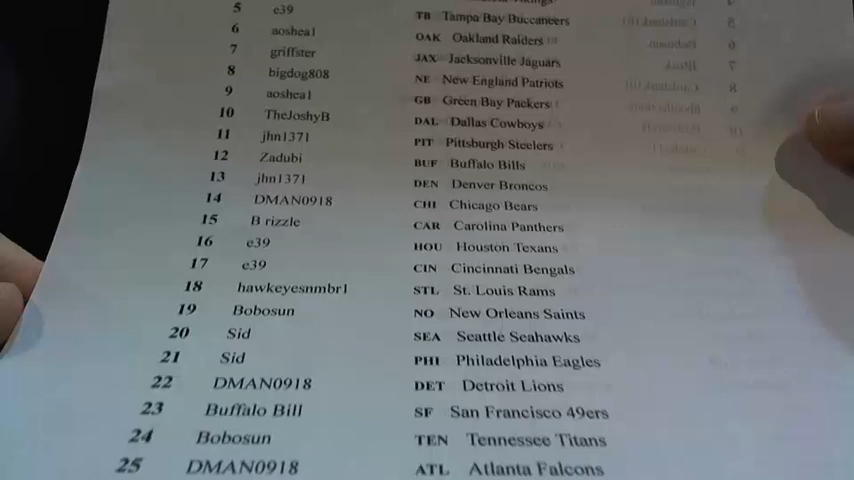 5 e39 TB Tampa Bay Buccaneers
6 aoshea1 OAK Oakland Raiders
7 griffster JAX Jacksonville Jaguars
8 bigdog808 NE New England Patriots
9 aoshea1 GB Green Bay Packers
10 TheJoshyB DAL Dallas Cowboys
11 jhn1371 PIT Pittsburgh Steelers
12 Zadubi BUF Buffalo Bills
13 jhn1371 DEN Denver Broncos
14 DMAN0918 CHI Chicago Bears
15 B rizzle CAR Carolina Panthers
16 e39 HOU Houston Texans
17 e39 CIN Cincinnati Bengals
18 hawkeyesnmbr1 STL St. Louis Rams
19 Bobosun NO New Orleans Saints
20 Sid SEA Seattle Seahawks
21 Sid PHI Philadelphia Eagles
22 DMAN0918 DET Detroit Lions
23 Buffalo Bill SF San Francisco 49ers
24 Bobosun TEN Tennessee Titans
25 DMAN0918 ATL Atlanta Falcons